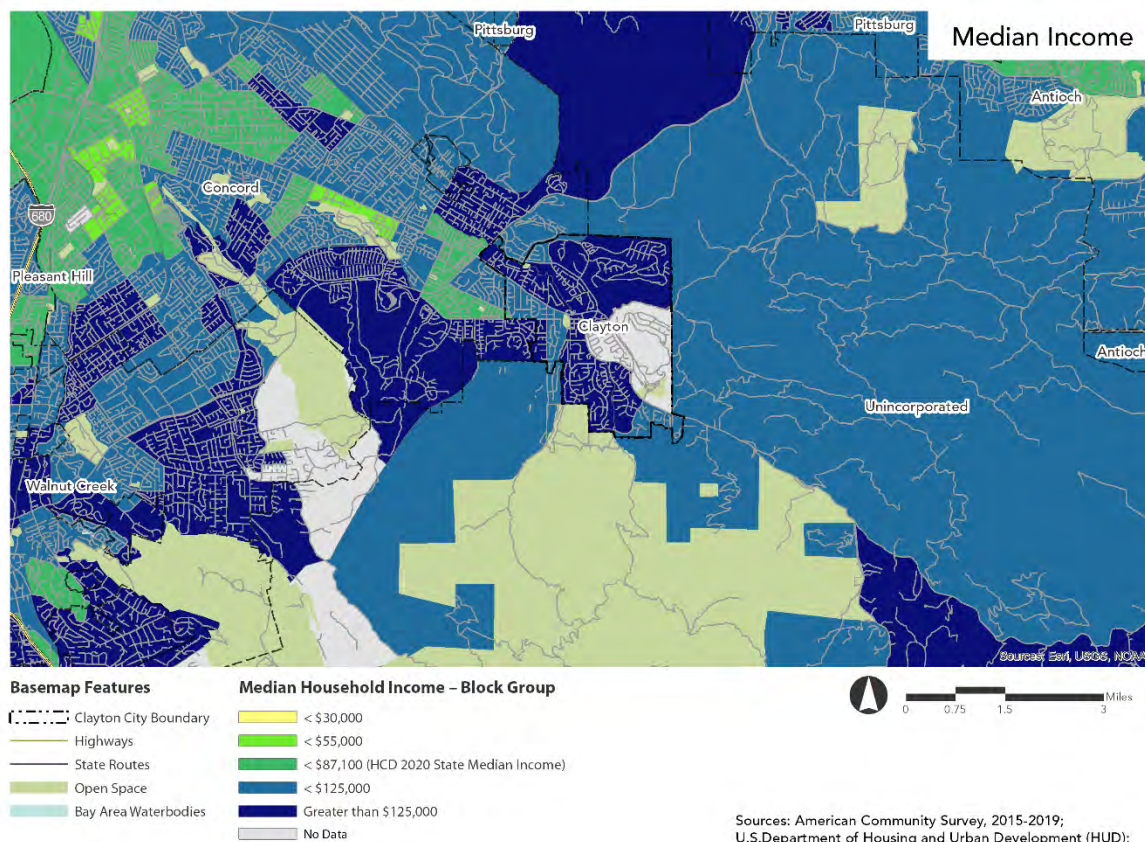 Pittsburg
Pittsburg
Median Income
Antioch
Concord
680
Pleasant Hill
Clayton
Antioch
Unincorporated
Walnut Creek
Sources: Esri, USGS, NOAA
Basemap Features
Clayton City Boundary
Highways
State Routes
Open Space
Bay Area Waterbodies
Median Household Income – Block Group
< $30,000
< $55,000
< $87,100 (HCD 2020 State Median Income)
< $125,000
Greater than $125,000
No Data
Miles
0 0.75 1.5 3
Sources: American Community Survey, 2015-2019;
U.S.Department of Housing and Urban Development (HUD);